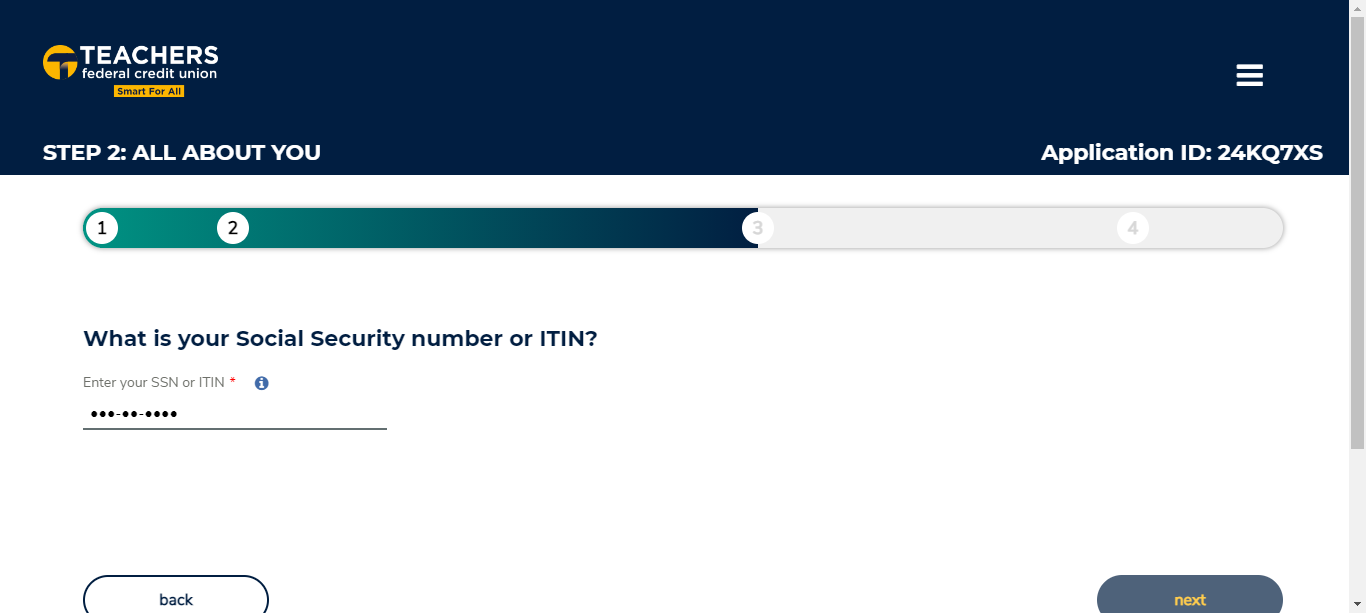 TEACHERS
federal credit union
Smart For All
STEP 2: ALL ABOUT YOU
Application ID: 24KQ7XS
1
2
3
4
What is your Social Security number or ITIN?
Enter your SSN or ITIN *
•••-••-••••
back
next